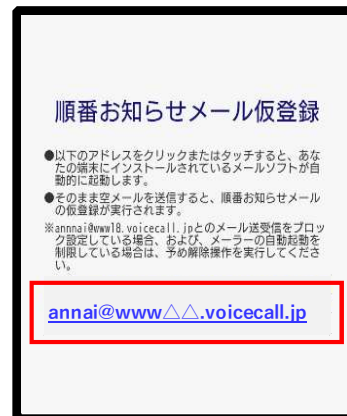 順番お知らせメール仮登録
●以下のアドレスをクリックまたはタッチすると、あな
たの端末にインストールされているメールソフトが自
動的に起動します。
●そのまま空メールを送信すると、順番お知らせメール
の仮登録が実行されます。
※annnai@www18.voicecall.jpとのメール送受信をブロッ
ク設定している場合、および、メーラーの自動起動を
制限している場合は、予め解除操作を実行してくださ
い。
annai@www△△.voicecall.jp